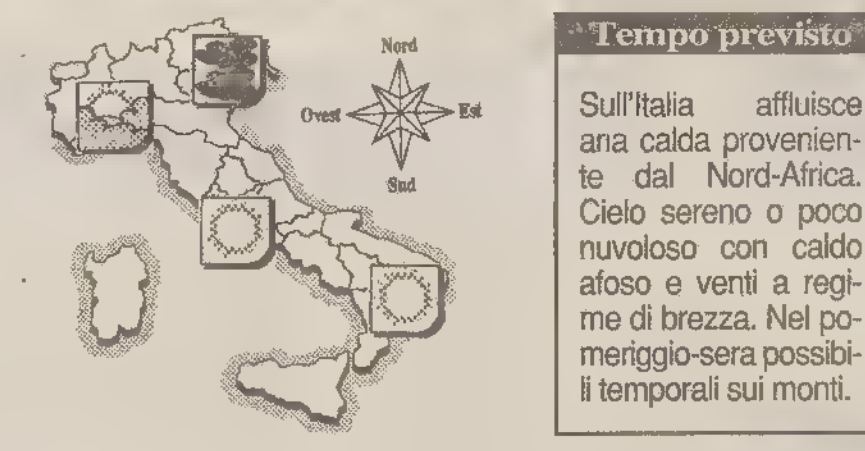 Nord
Ovest
Est
Sud
Tempo previsto
Sull'Italia affluisce
aria calda provenien-
te dal Nord-Africa.
Cielo sereno o poco
nuvoloso con caldo
afoso e venti a regi-
me di brezza. Nel po-
meriggio-sera possibi-
li temporali sui monti.